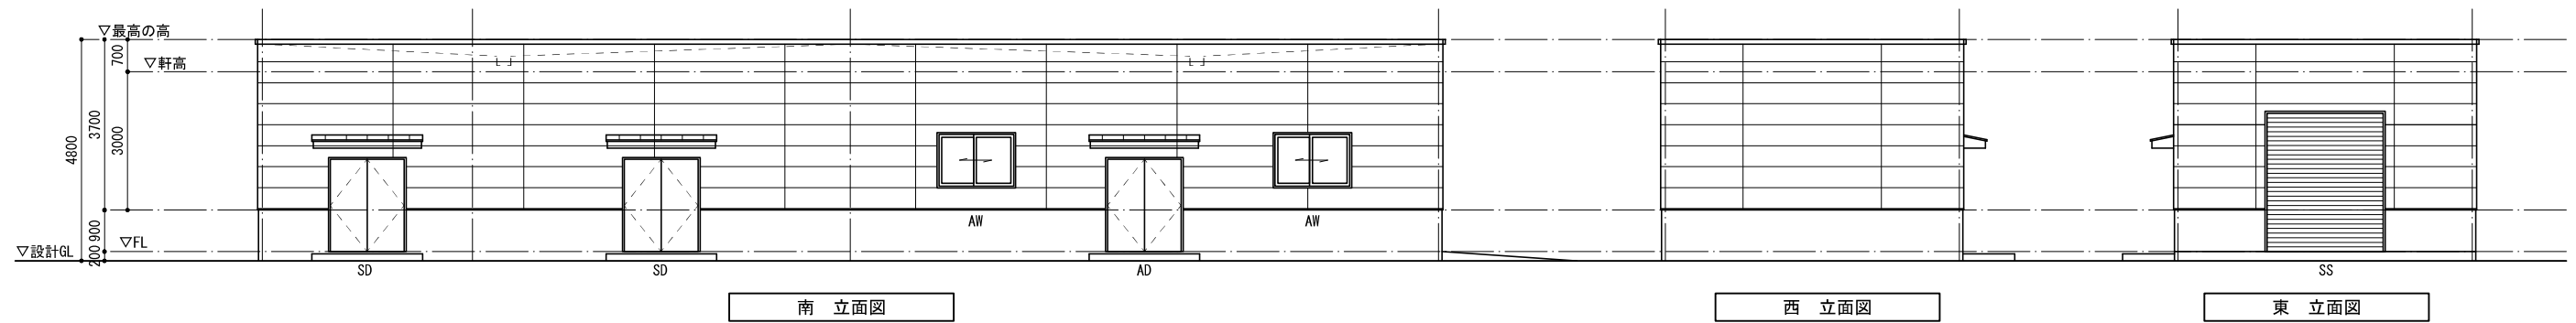 ▽最高の高
700
▽軒高
4800
3700
3000
200
900
▽FL
▽設計GL
AW
AW
SD
SD
AD
SS
南　立面図
西　立面図
東　立面図